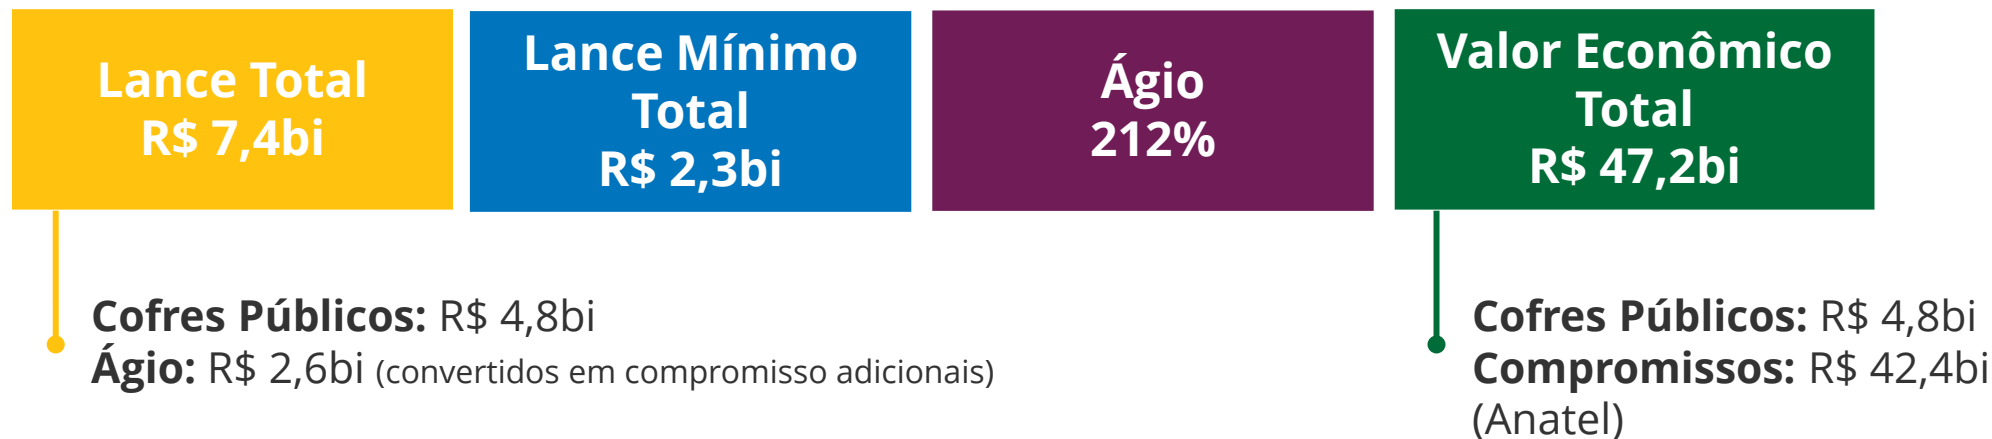 Lance Total
R$ 7,4bi
Lance Mínimo
Total
R$ 2,3bi
Ágio
212%
Valor Econômico
Total
R$ 47,2bi
Cofres Públicos: R$ 4,8bi
Ágio: R$ 2,6bi (convertidos em compromisso adicionais)
Cofres Públicos: R$ 4,8bi
Compromissos: R$ 42,4bi
(Anatel)